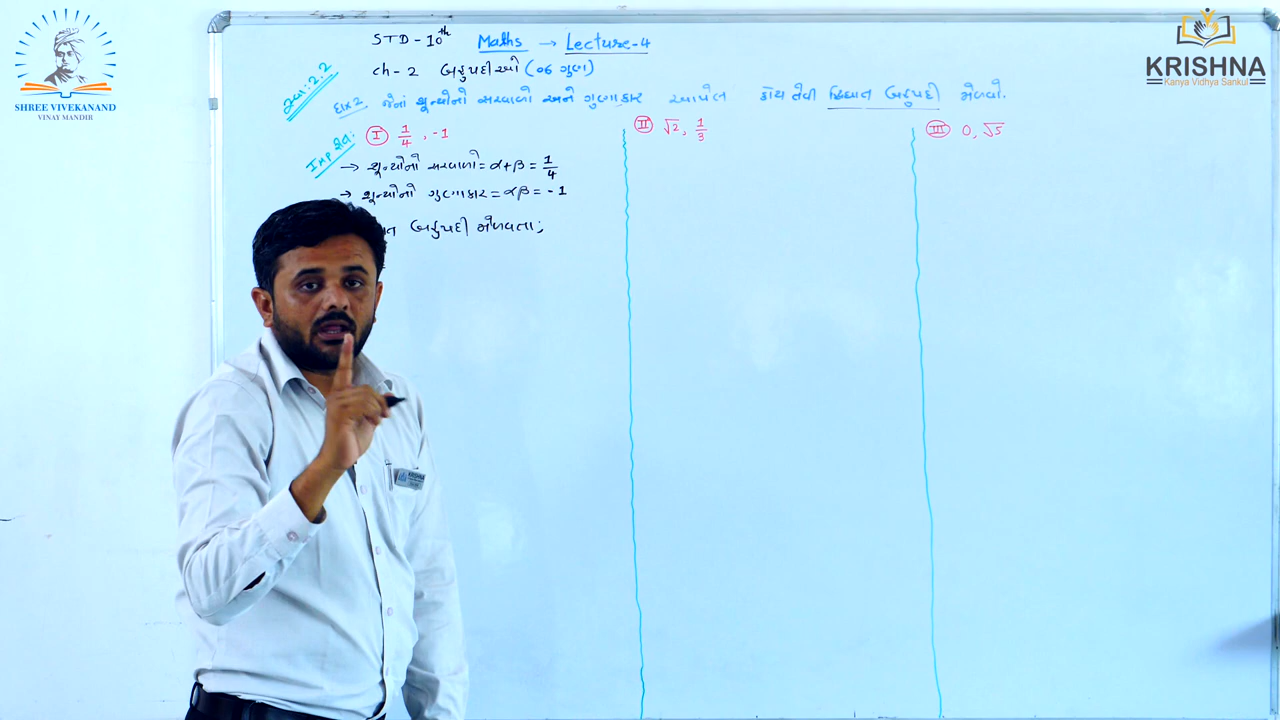 SHREE VIVEKANAND
VINAY MANDIR
KRISHNA
Kanya Vidhya Sankul
STD - 10th Maths → Lecture-4
ch-2 બહુપદીઓ (06 ગુણ)
સ્વા: 2.2
દાખ 2. જેનાં શૂન્યોનો સરવાળો અને ગુણાકાર આપેલ હોય તેવી દ્વિઘાત બહુપદી મેળવો.
Imp
I 1/4, -1
II √2, 1/3
III 0, √5
→ શૂન્યોનો સરવાળો = α+β = 1/4
→ શૂન્યોનો ગુણાકાર = αβ = -1
બહુપદી મેળવતા;
KRISHNA